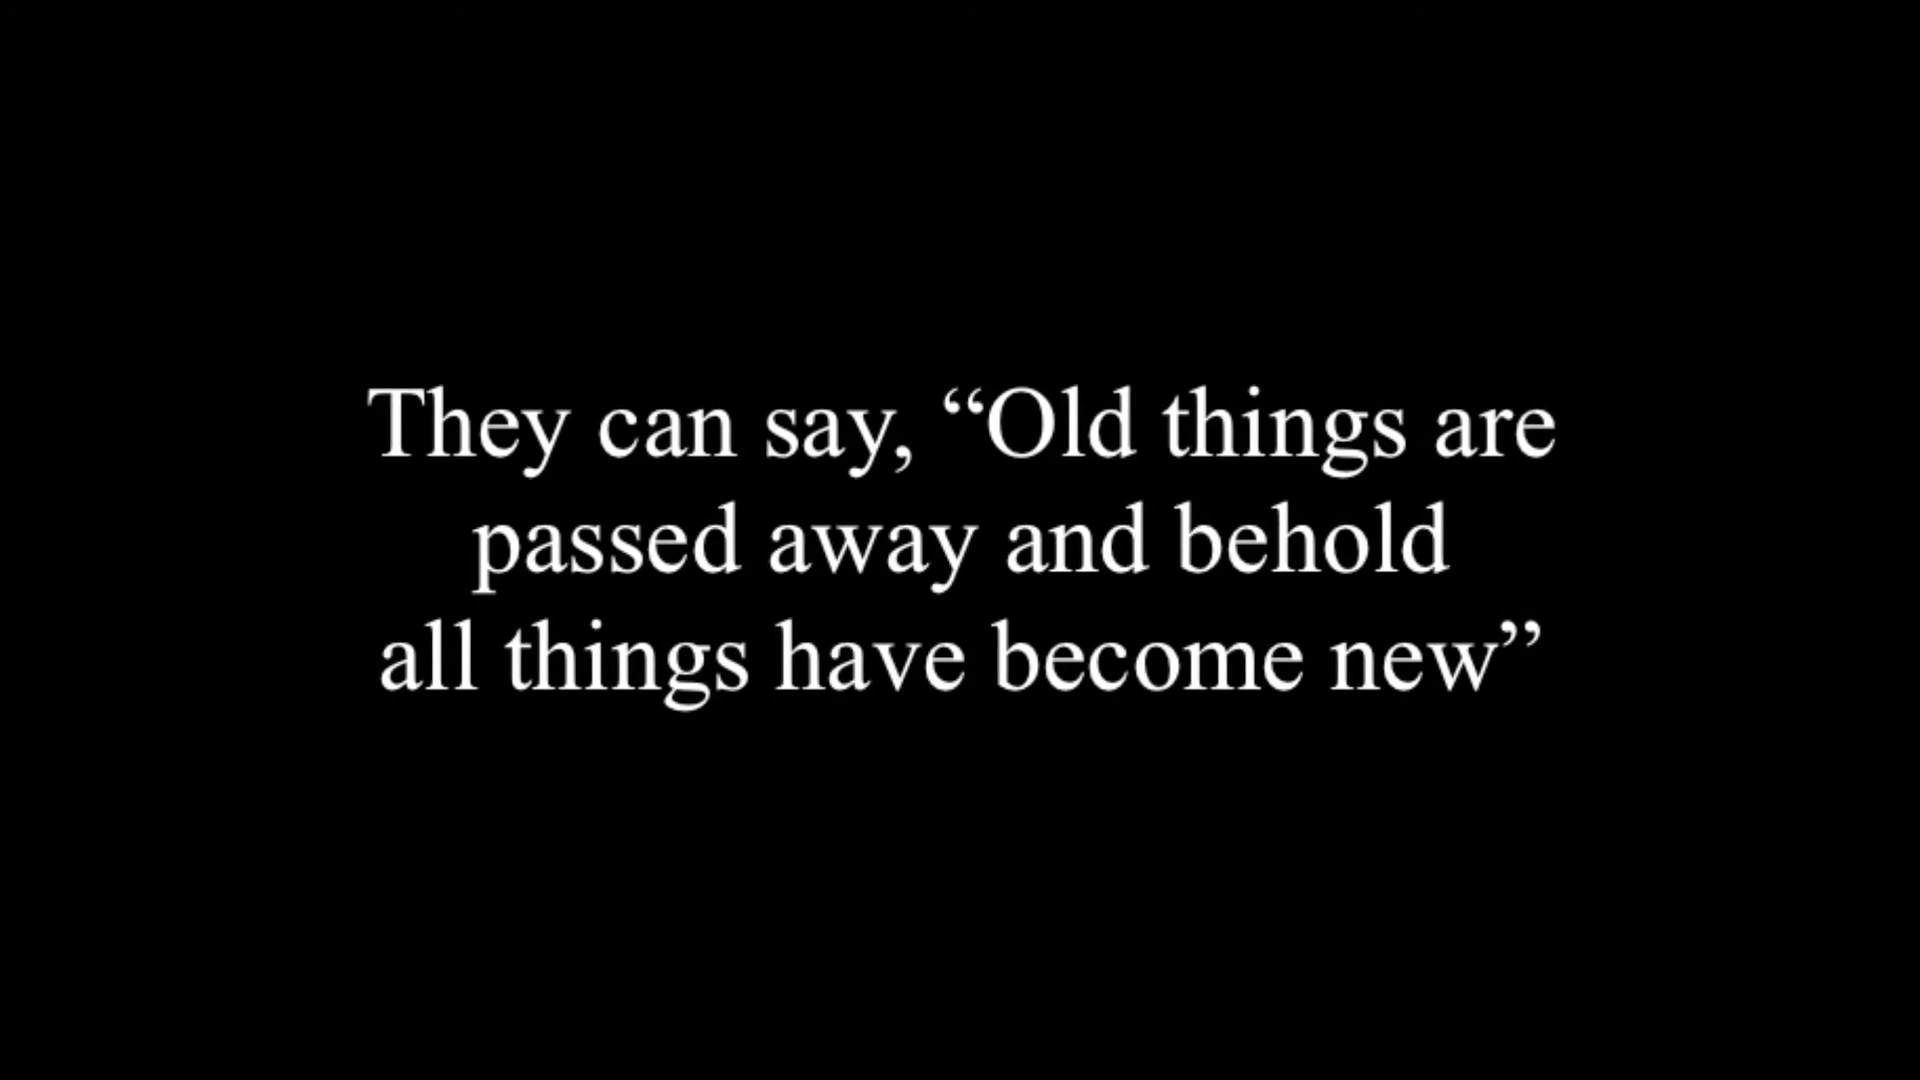 They can say, “Old things are
passed away and behold
all things have become new”